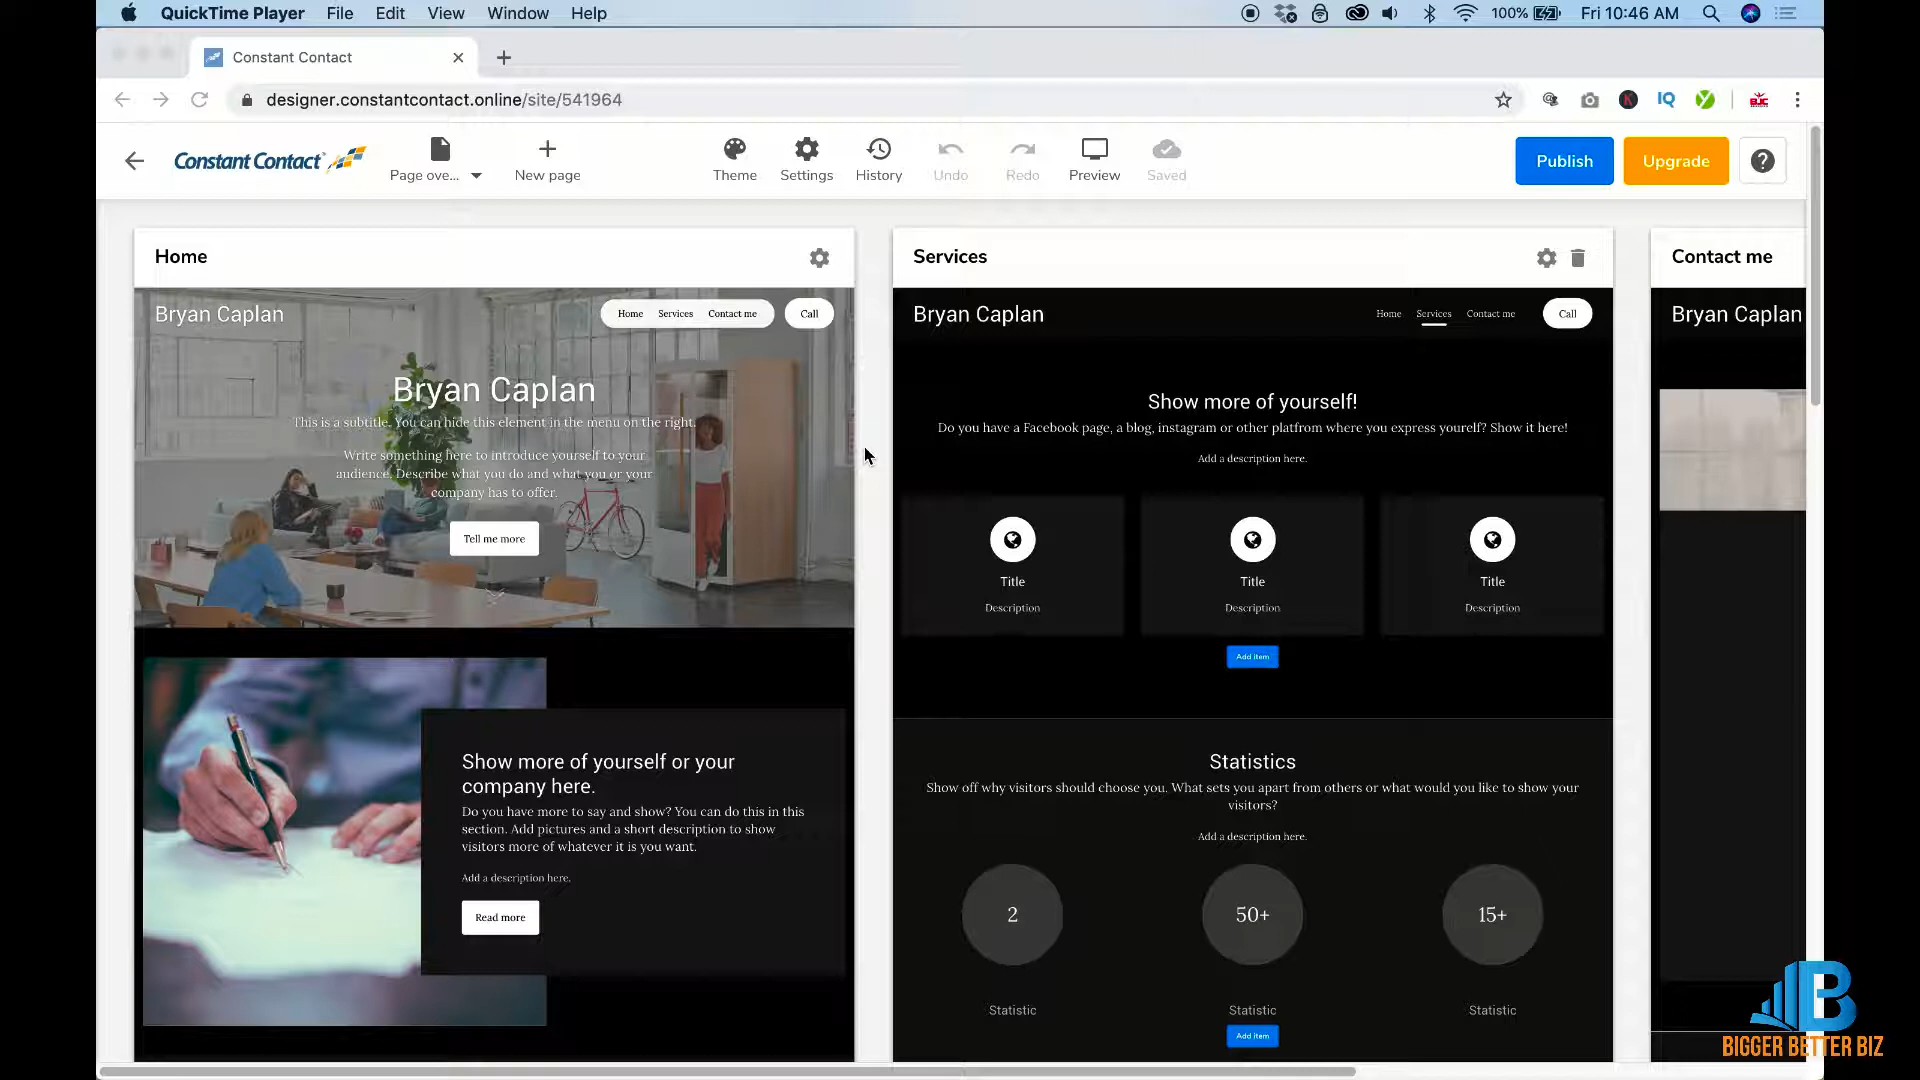 QuickTime Player File Edit View Window Help
100% Fri 10:46 AM
Constant Contact
designer.constantcontact.online/site/541964
IQ
BJC
Constant Contact
Page ove...
New page
Theme
Settings
History
Undo
Redo
Preview
Saved
Publish
Upgrade
Home
Bryan Caplan
Home Services Contact me
Call
Bryan Caplan
This is a subtitle. You can hide this element in the menu on the right.
Write something here to introduce yourself to your
audience. Describe what you do and what you or your
company has to offer.
Tell me more
Show more of yourself or your
company here.
Do you have more to say and show? You can do this in this
section. Add pictures and a short description to show
visitors more of whatever it is you want.
Add a description here.
Read more
Services
Bryan Caplan
Home Services Contact me
Call
Show more of yourself!
Do you have a Facebook page, a blog, instagram or other platfrom where you express yourelf? Show it here!
Add a description here.
Title
Description
Title
Description
Title
Description
Add item
Statistics
Show off why visitors should choose you. What sets you apart from others or what would you like to show your
visitors?
Add a description here.
2
50+
15+
Statistic
Statistic
Statistic
Add item
Contact me
Bryan Caplan
B
BIGGER BETTER BIZ